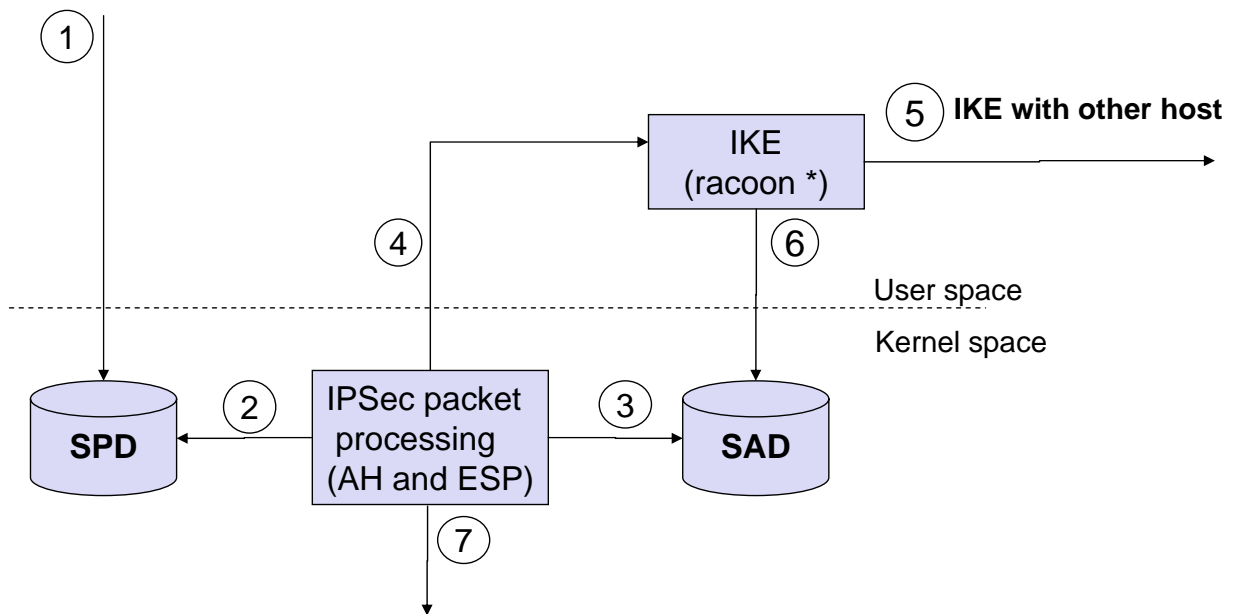 1
5 IKE with other host
IKE
(racoon *)
4
6
User space
Kernel space
2
IPSec packet
processing
(AH and ESP)
3
SPD
SAD
7